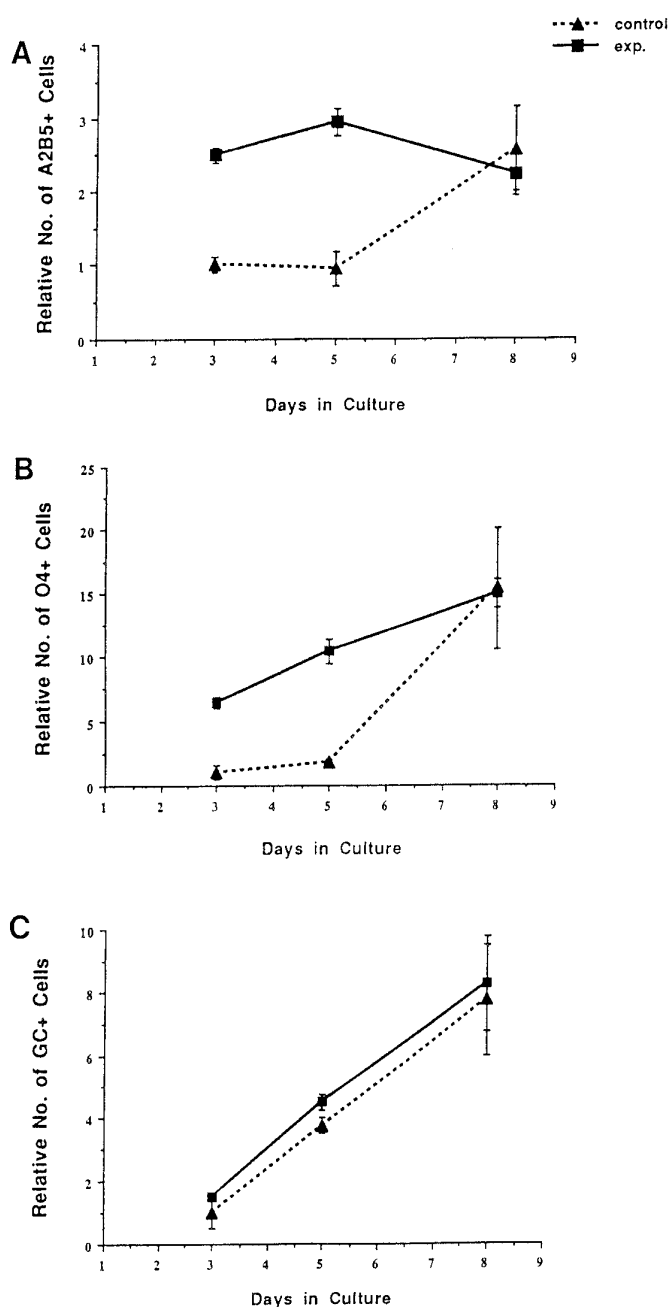 control
exp.
A
Relative No. of A2B5+ Cells
4
3
2
1
0
1 2 3 4 5 6 7 8 9
Days in Culture
B
Relative No. of O4+ Cells
25
20
15
10
5
0
1 2 3 4 5 6 7 8 9
Days in Culture
C
Relative No. of GC+ Cells
10
8
6
4
2
0
1 2 3 4 5 6 7 8 9
Days in Culture